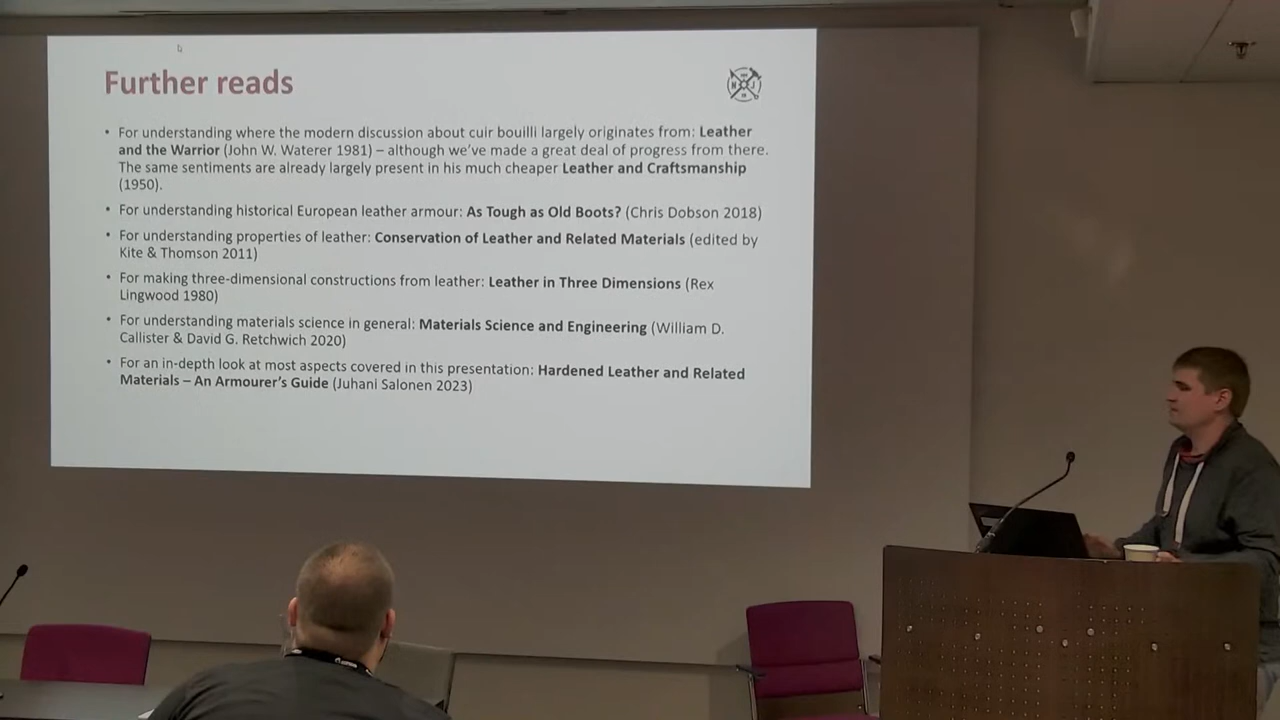 Further reads
• For understanding where the modern discussion about cuir bouilli largely originates from: Leather
and the Warrior (John W. Waterer 1981) – although we've made a great deal of progress from there.
The same sentiments are already largely present in his much cheaper Leather and Craftsmanship
(1950).
• For understanding historical European leather armour: As Tough as Old Boots? (Chris Dobson 2018)
• For understanding properties of leather: Conservation of Leather and Related Materials (edited by
Kite & Thomson 2011)
• For making three-dimensional constructions from leather: Leather in Three Dimensions (Rex
Lingwood 1980)
• For understanding materials science in general: Materials Science and Engineering (William D.
Callister & David G. Retchwich 2020)
• For an in-depth look at most aspects covered in this presentation: Hardened Leather and Related
Materials – An Armourer's Guide (Juhani Salonen 2023)